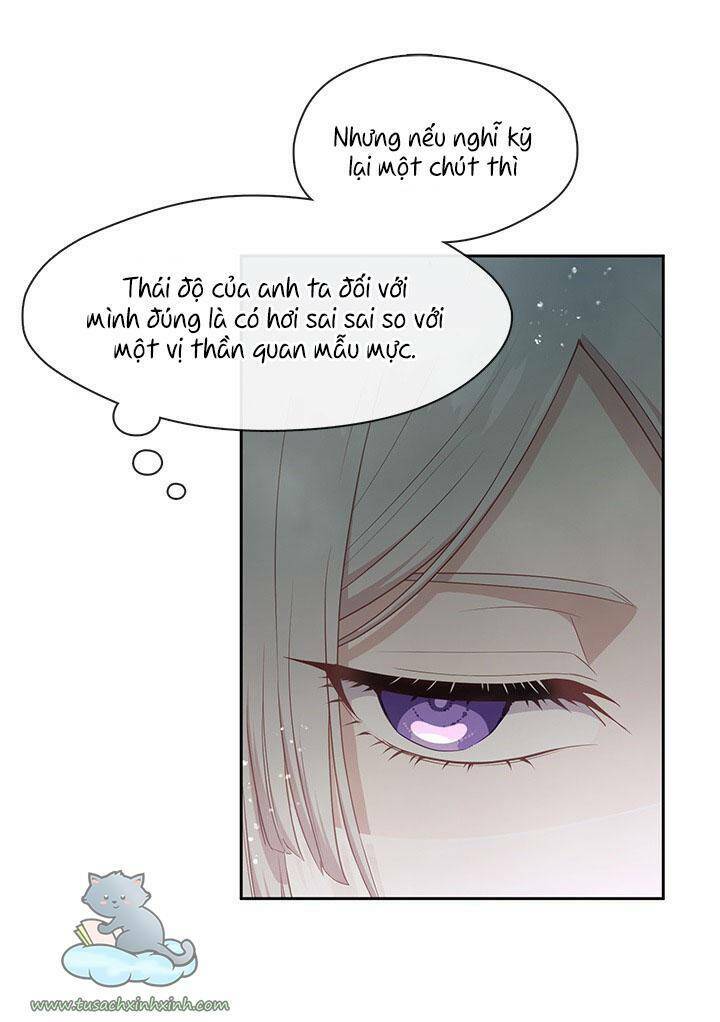 Nhưng nếu nghĩ kỹ
lại một chút thì
Thái độ của anh ta đối với
mình đúng là có hơi sai sai so với
một vị thần quan mẫu mực.
www.tusachxinhxinh.com